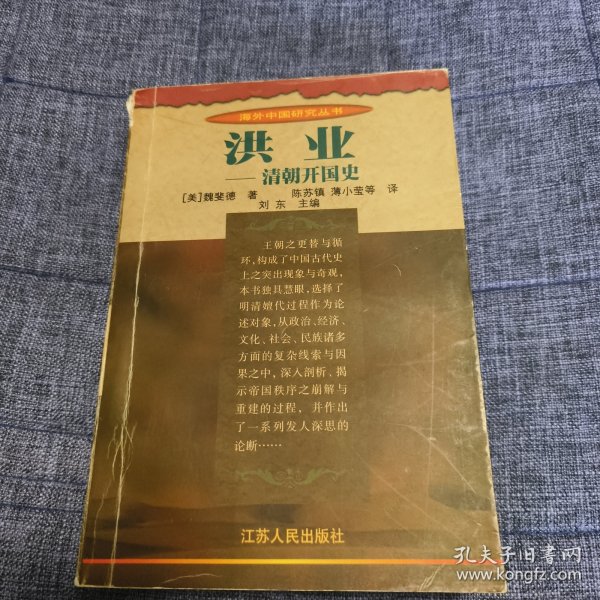 海外中国研究丛书
洪业
——清朝开国史
[美]魏斐德 著 陈苏镇 薄小莹等 译
刘东 主编
王朝之更替与循
环,构成了中国古代史
上之突出现象与奇观,
本书独具慧眼,选择了
明清嬗代过程作为论
述对象,从政治、经济、
文化、社会、民族诸多
方面的复杂线索与因
果之中,深入剖析、揭
示帝国秩序之崩解与
重建的过程,并作出
了一系列发人深思的
论断……
江苏人民出版社
孔夫子旧书网
www.kongfz.com